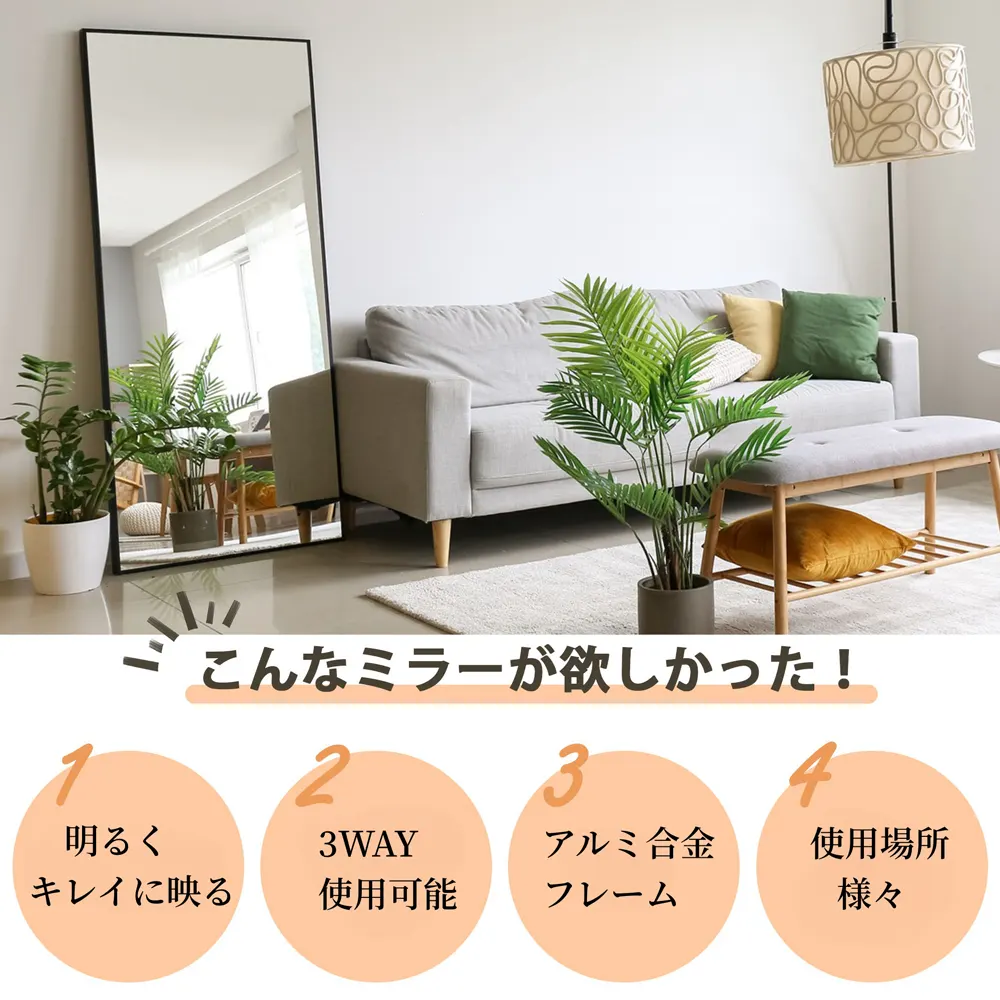 こんなミラーが欲しかった！
1
明るく
キレイに映る
2
3WAY
使用可能
3
アルミ合金
フレーム
4
使用場所
様々